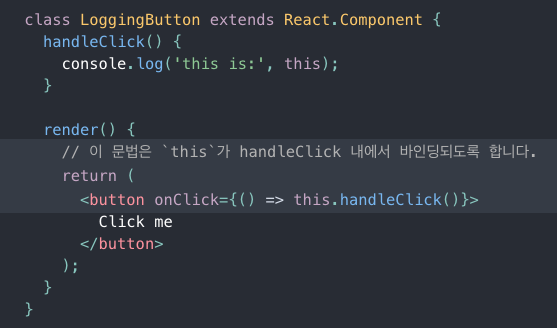 class LoggingButton extends React.Component {
  handleClick() {
    console.log('this is:', this);
  }

  render() {
    // 이 문법은 `this`가 handleClick 내에서 바인딩되도록 합니다.
    return (
      <button onClick={() => this.handleClick()}>
        Click me
      </button>
    );
  }
}